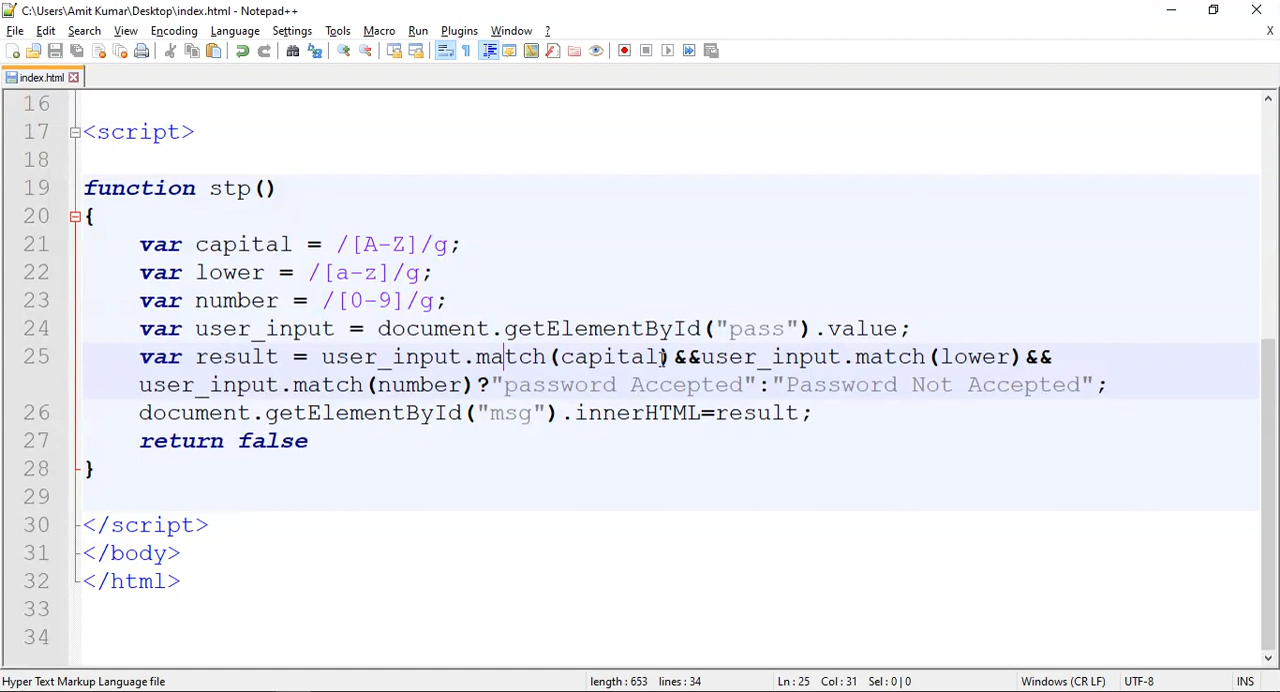 C:\Users\Amit Kumar\Desktop\index.html - Notepad++
File Edit Search View Encoding Language Settings Tools Macro Run Plugins Window ? X
index.html
16
17 <script>
18
19 function stp()
20 {
21 var capital = /[A-Z]/g;
22 var lower = /[a-z]/g;
23 var number = /[0-9]/g;
24 var user_input = document.getElementById("pass").value;
25 var result = user_input.match(capital)&&user_input.match(lower)&&
user_input.match(number)?"password Accepted":"Password Not Accepted";
26 document.getElementById("msg").innerHTML=result;
27 return false
28 }
29
30 </script>
31 </body>
32 </html>
33
34
Hyper Text Markup Language file length : 653 lines : 34 Ln : 25 Col : 31 Sel : 0 | 0 Windows (CR LF) UTF-8 INS